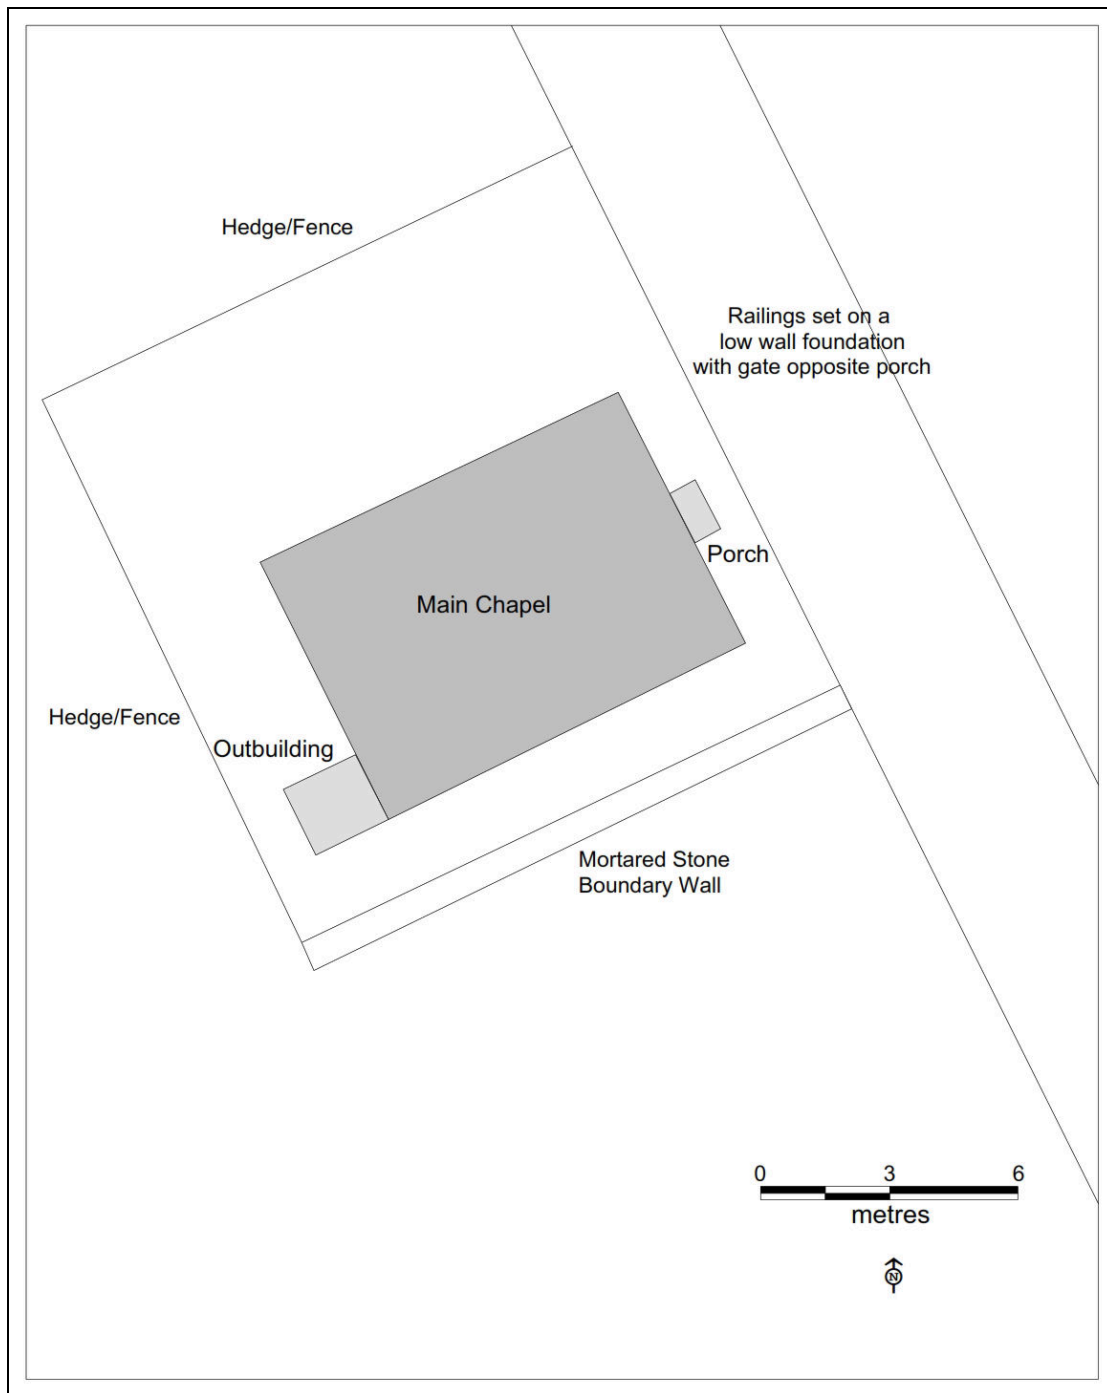 Hedge/Fence
Railings set on a
low wall foundation
with gate opposite porch
Porch
Main Chapel
Hedge/Fence
Outbuilding
Mortared Stone
Boundary Wall
0 3 6
metres
N